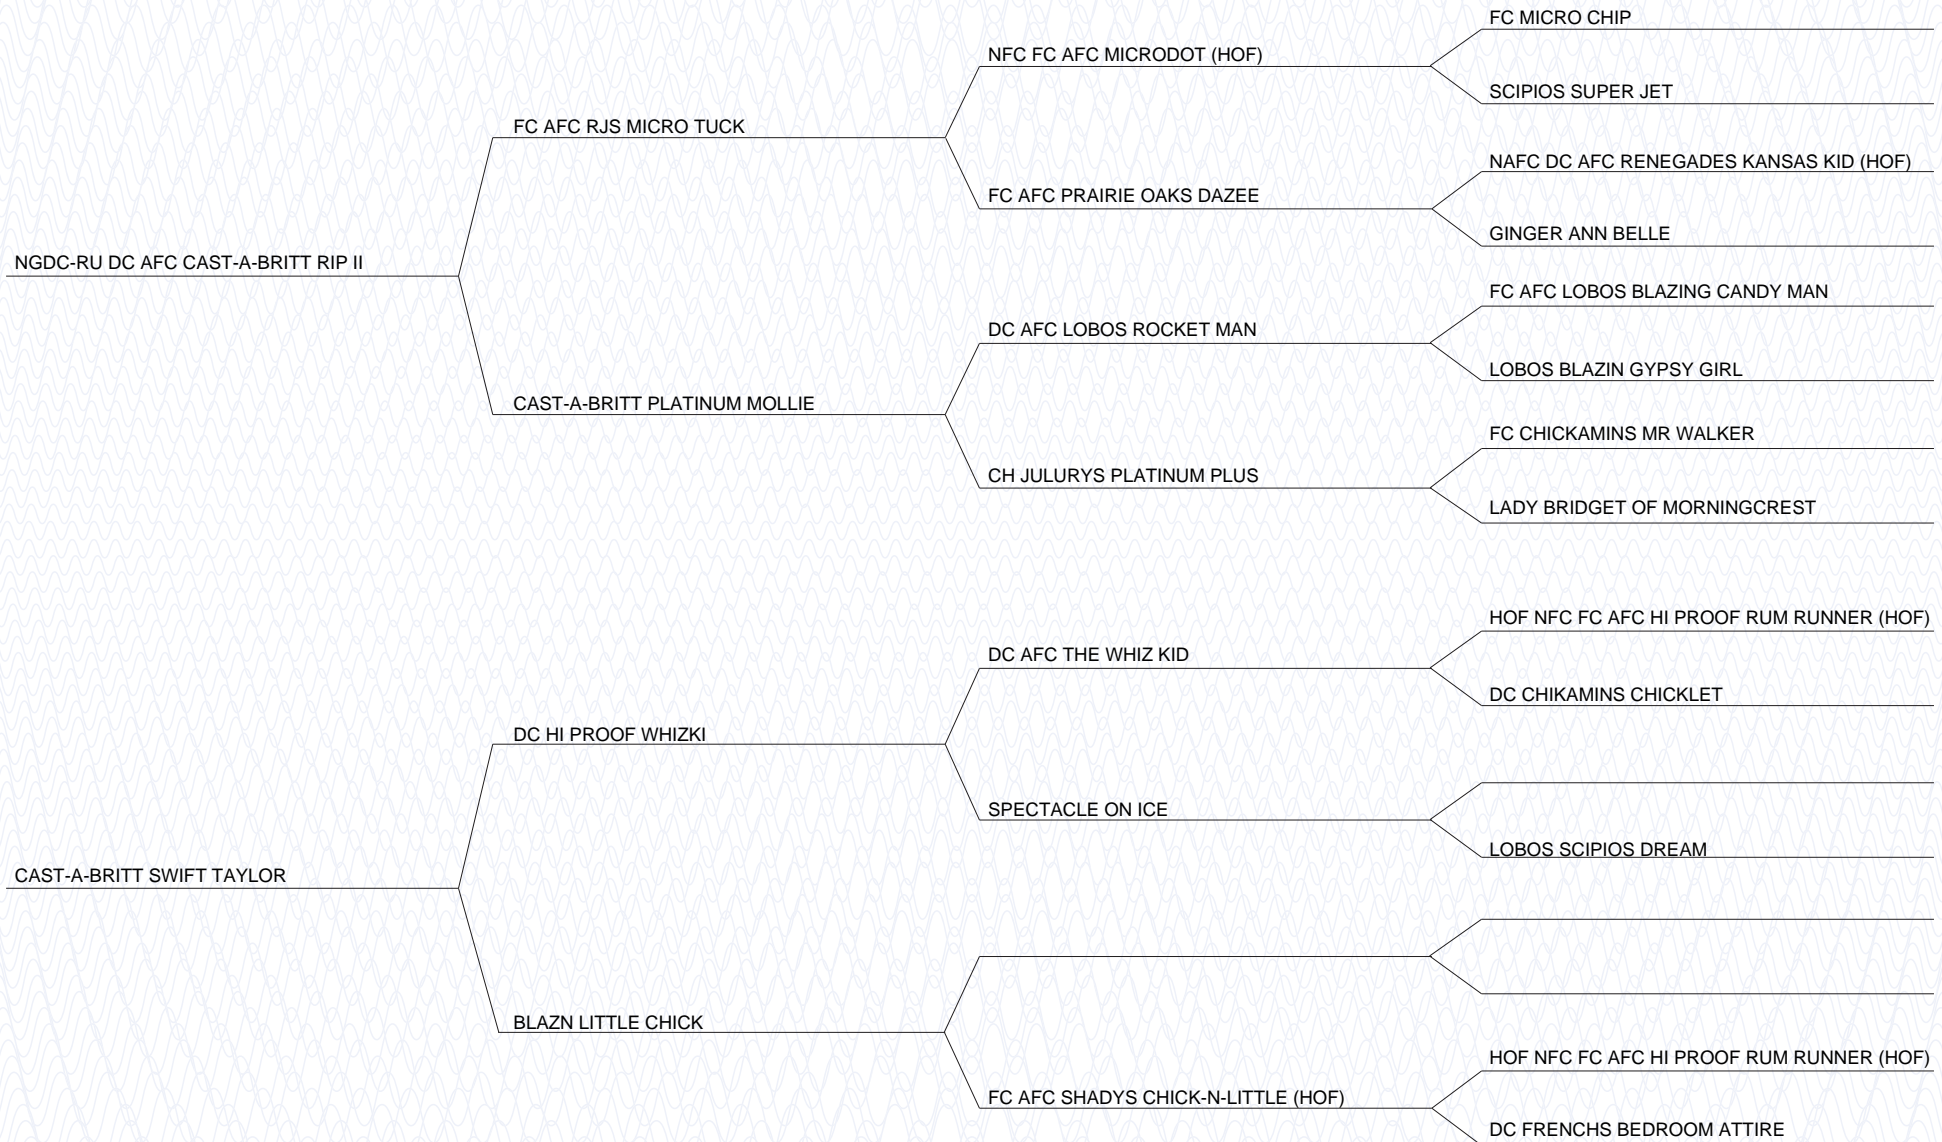 FC MICRO CHIP
NFC FC AFC MICRODOT (HOF)
SCIPIOS SUPER JET
FC AFC RJS MICRO TUCK
NAFC DC AFC RENEGADES KANSAS KID (HOF)
FC AFC PRAIRIE OAKS DAZEE
GINGER ANN BELLE
NGDC-RU DC AFC CAST-A-BRITT RIP II
FC AFC LOBOS BLAZING CANDY MAN
DC AFC LOBOS ROCKET MAN
LOBOS BLAZIN GYPSY GIRL
CAST-A-BRITT PLATINUM MOLLIE
FC CHICKAMINS MR WALKER
CH JULURYS PLATINUM PLUS
LADY BRIDGET OF MORNINGCREST
HOF NFC FC AFC HI PROOF RUM RUNNER (HOF)
DC AFC THE WHIZ KID
DC CHIKAMINS CHICKLET
DC HI PROOF WHIZKI
SPECTACLE ON ICE
LOBOS SCIPIOS DREAM
CAST-A-BRITT SWIFT TAYLOR
BLAZN LITTLE CHICK
HOF NFC FC AFC HI PROOF RUM RUNNER (HOF)
FC AFC SHADYS CHICK-N-LITTLE (HOF)
DC FRENCHS BEDROOM ATTIRE